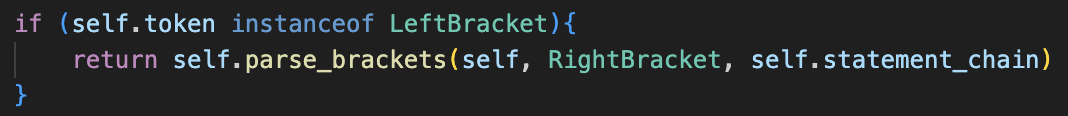 if (self.token instanceof LeftBracket){
    return self.parse_brackets(self, RightBracket, self.statement_chain)
}